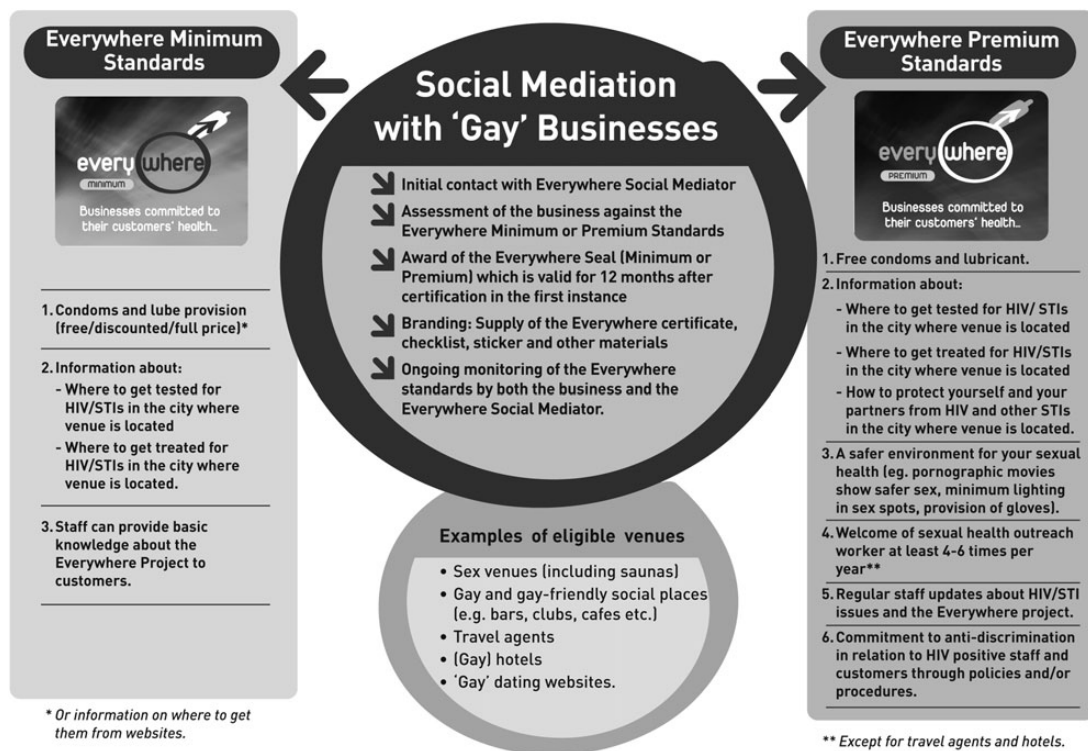 Everywhere Minimum
Standards
everywhere
minimum
Businesses committed to
their customers' health...
1. Condoms and lube provision
(free/discounted/full price)*
2. Information about:
- Where to get tested for
HIV/STIs in the city where
venue is located
- Where to get treated for
HIV/STIs in the city where
venue is located.
3. Staff can provide basic
knowledge about the
Everywhere Project to
customers.
* Or information on where to get
them from websites.
Social Mediation
with ‘Gay’ Businesses
Initial contact with Everywhere Social Mediator
Assessment of the business against the
Everywhere Minimum or Premium Standards
Award of the Everywhere Seal (Minimum or
Premium) which is valid for 12 months after
certification in the first instance
Branding: Supply of the Everywhere certificate,
checklist, sticker and other materials
Ongoing monitoring of the Everywhere
standards by both the business and the
Everywhere Social Mediator.
Examples of eligible venues
• Sex venues (including saunas)
• Gay and gay-friendly social places
(e.g. bars, clubs, cafes etc.)
• Travel agents
• (Gay) hotels
• ‘Gay’ dating websites.
Everywhere Premium
Standards
everywhere
PREMIUM
Businesses committed to
their customers' health...
1. Free condoms and lubricant.
2. Information about:
- Where to get tested for HIV/ STIs
in the city where venue is located
- Where to get treated for HIV/STIs
in the city where venue is located
- How to protect yourself and your
partners from HIV and other STIs
in the city where venue is located.
3. A safer environment for your sexual
health (eg. pornographic movies
show safer sex, minimum lighting
in sex spots, provision of gloves).
4. Welcome of sexual health outreach
worker at least 4-6 times per
year**
5. Regular staff updates about HIV/STI
issues and the Everywhere project.
6. Commitment to anti-discrimination
in relation to HIV positive staff and
customers through policies and/or
procedures.
** Except for travel agents and hotels.